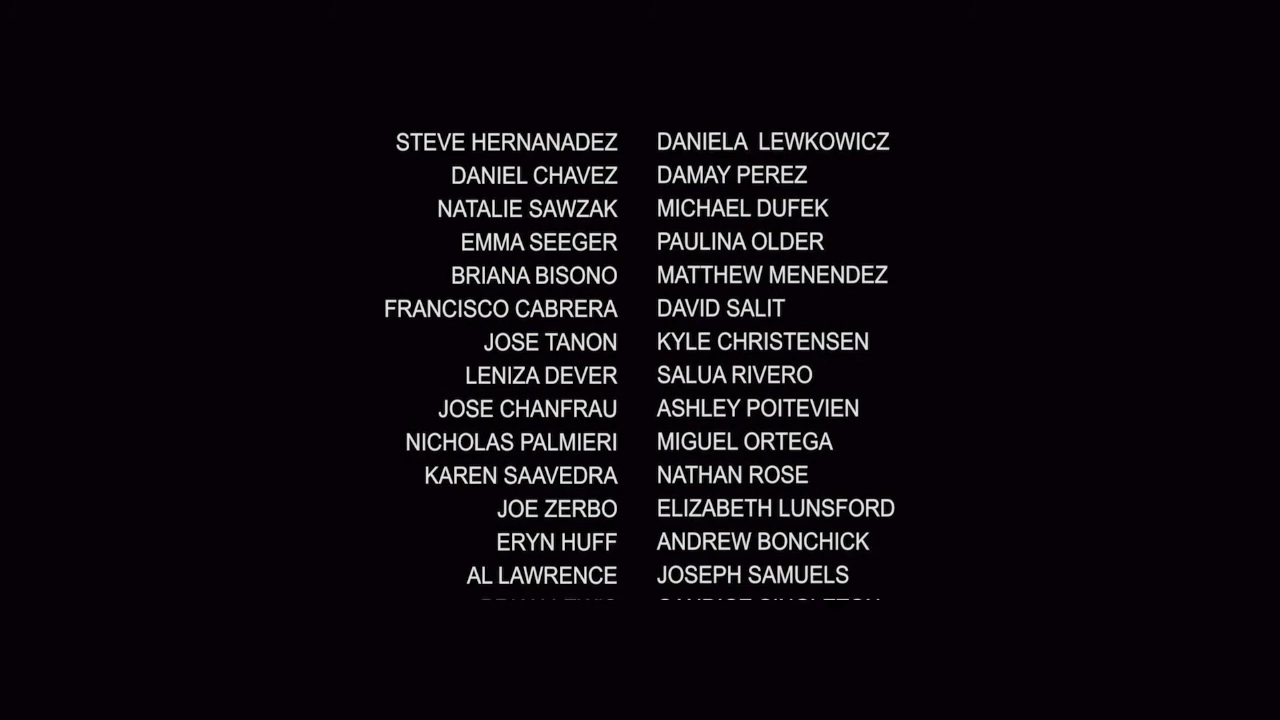 STEVE HERNANADEZ DANIELA LEWKOWICZ
DANIEL CHAVEZ DAMAY PEREZ
NATALIE SAWZAK MICHAEL DUFEK
EMMA SEEGER PAULINA OLDER
BRIANA BISONO MATTHEW MENENDEZ
FRANCISCO CABRERA DAVID SALIT
JOSE TANON KYLE CHRISTENSEN
LENIZA DEVER SALUA RIVERO
JOSE CHANFRAU ASHLEY POITEVIEN
NICHOLAS PALMIERI MIGUEL ORTEGA
KAREN SAAVEDRA NATHAN ROSE
JOE ZERBO ELIZABETH LUNSFORD
ERYN HUFF ANDREW BONCHICK
AL LAWRENCE JOSEPH SAMUELS